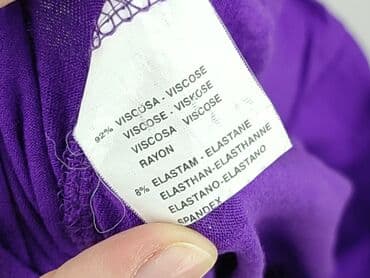 92% VISCOSA - VISCOSE
VISCOSE - VISKOSE
VISCOSA VISCOSE
RAYON
8% ELASTAM - ELASTANE
ELASTHAN-ELASTHANNE
ELASTANO-ELASTANO
SPANDEX